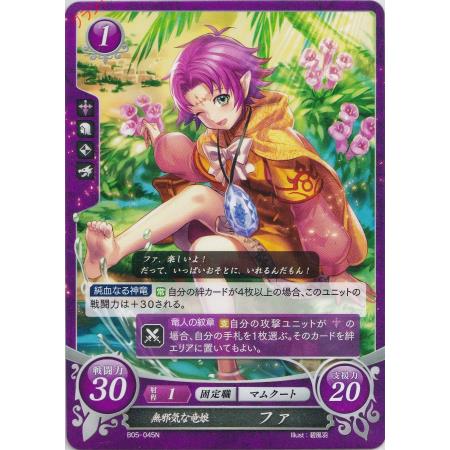 1
ファ、楽しいよ!
だって、いっぱいおそとに、いれるんだもん!
純血なる神竜 常 自分の絆カードが4枚以上の場合、このユニットの
戦闘力は+30される。
竜人の紋章 支 自分の攻撃ユニットが
の場合、自分の手札を1枚選ぶ。そのカードを絆
エリアに置いてもよい。
戦闘力
30
射程 1
固定職
マムクート
支援力
20
無邪気な竜娘
ファ
B05-045N
Illust:碧風羽